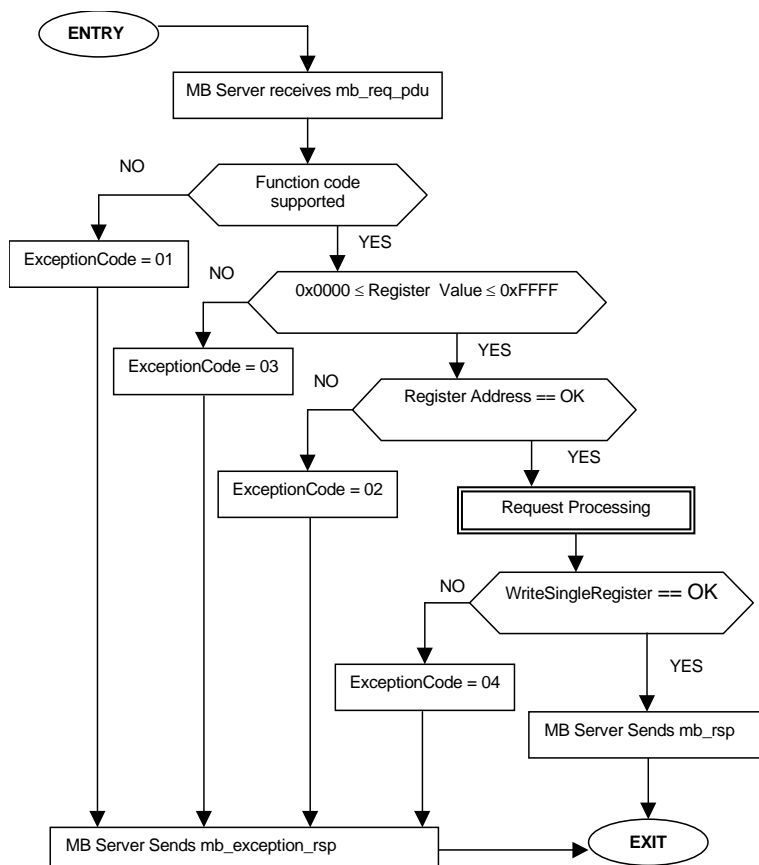 ENTRY
MB Server receives mb_req_pdu
NO
Function code
supported
YES
ExceptionCode = 01
NO
0x0000 ≤ Register Value ≤ 0xFFFF
YES
ExceptionCode = 03
NO
Register Address == OK
YES
ExceptionCode = 02
Request Processing
NO
WriteSingleRegister == OK
YES
ExceptionCode = 04
MB Server Sends mb_rsp
MB Server Sends mb_exception_rsp
EXIT